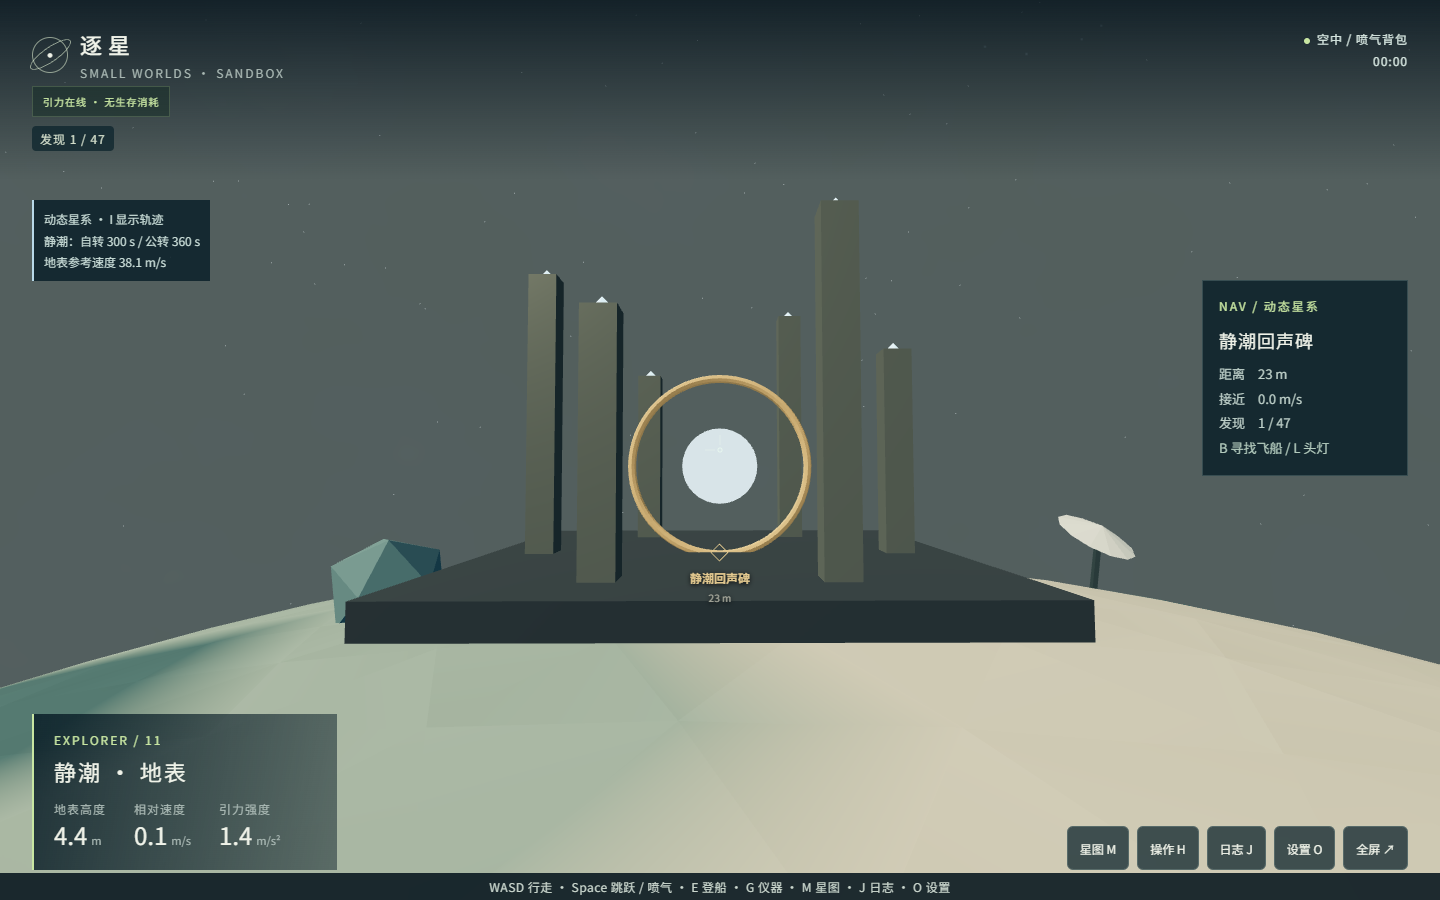 逐星
SMALL WORLDS • SANDBOX
引力在线 • 无生存消耗
发现 1 / 47
空中 / 喷气背包
00:00
动态星系 • I 显示轨迹
静潮：自转 300 s / 公转 360 s
地表参考速度 38.1 m/s
NAV / 动态星系
静潮回声碑
距离 23 m
接近 0.0 m/s
发现 1 / 47
B 寻找飞船 / L 头灯
静潮回声碑
23 m
EXPLORER / 11
静潮 • 地表
地表高度 相对速度 引力强度
4.4 m 0.1 m/s 1.4 m/s²
星图 M 操作 H 日志 J 设置 O 全屏 ↗
WASD 行走 • Space 跳跃 / 喷气 • E 登船 • G 仪器 • M 星图 • J 日志 • O 设置